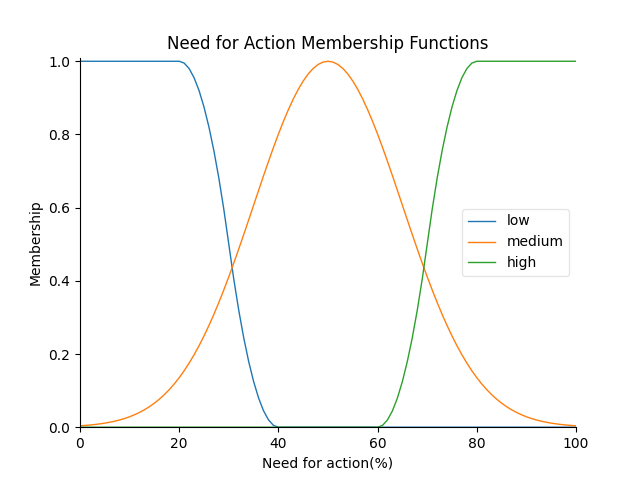 Need for Action Membership Functions
1.0
0.8
0.6
0.4
0.2
0.0
Membership
low
medium
high
0 20 40 60 80 100
Need for action(%)